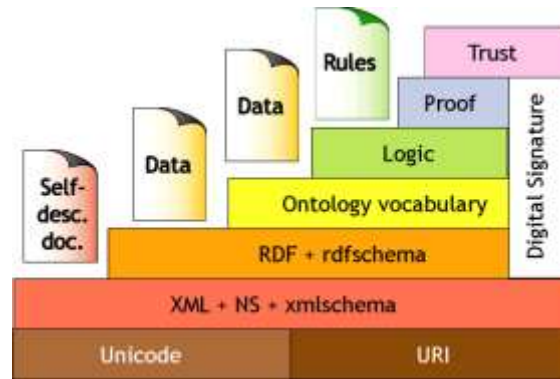 Trust
Rules
Proof
Data
Logic
Data
Ontology vocabulary
Digital Signature
Self-
desc.
doc.
RDF + rdfschema
XML + NS + xmlschema
Unicode
URI